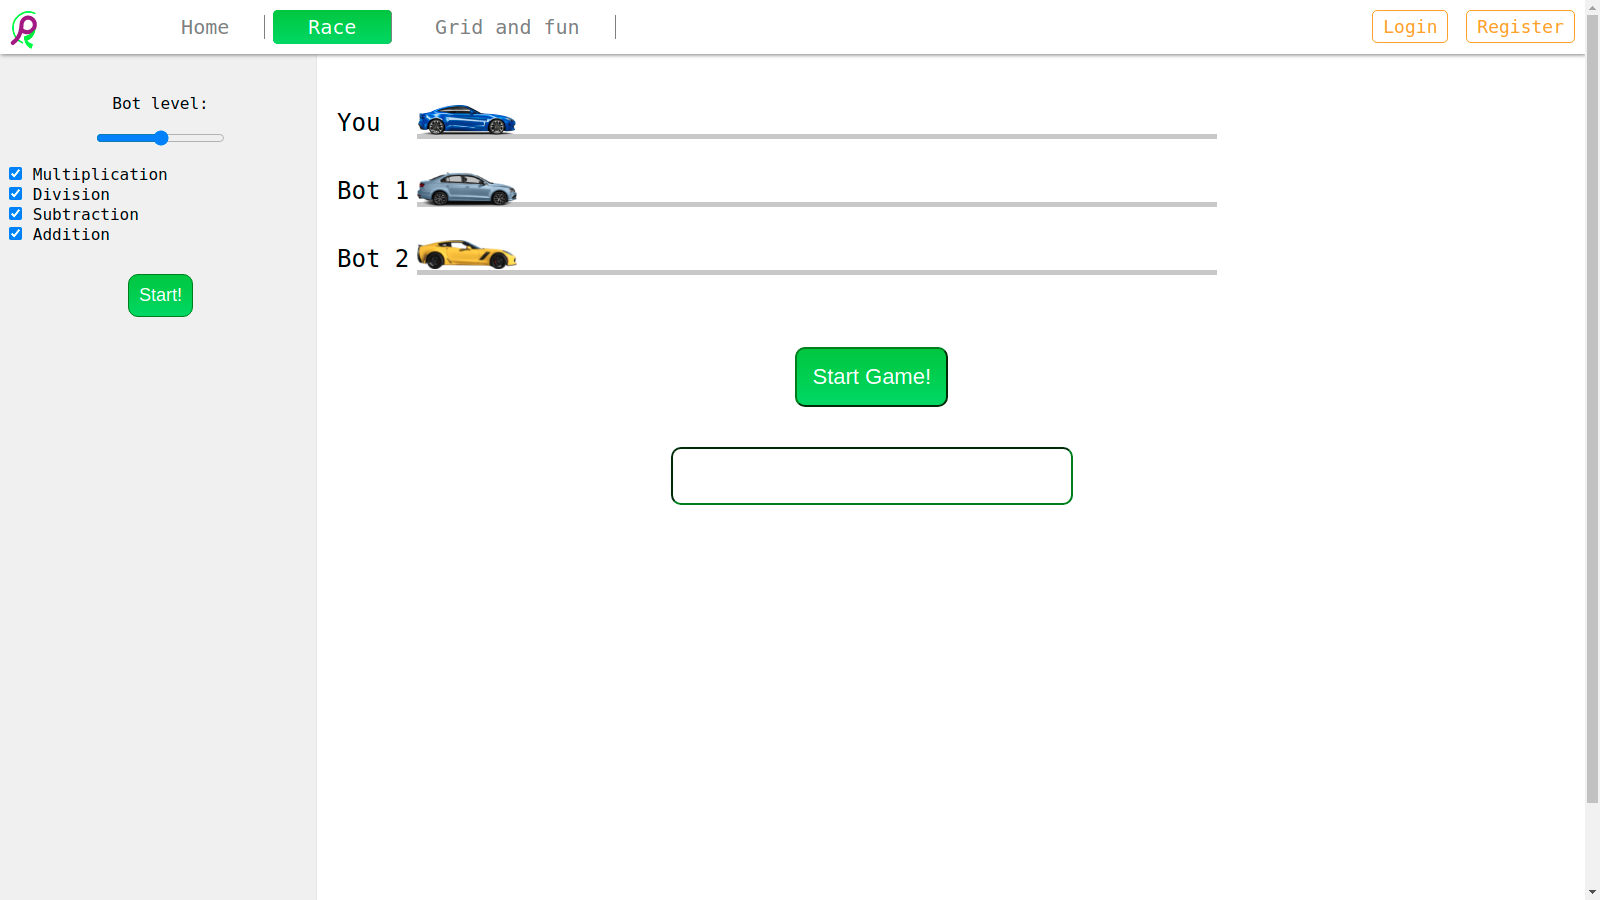 Home
Race
Grid and fun
Login
Register
Bot level:
Multiplication
Division
Subtraction
Addition
Start!
You
Bot 1
Bot 2
Start Game!